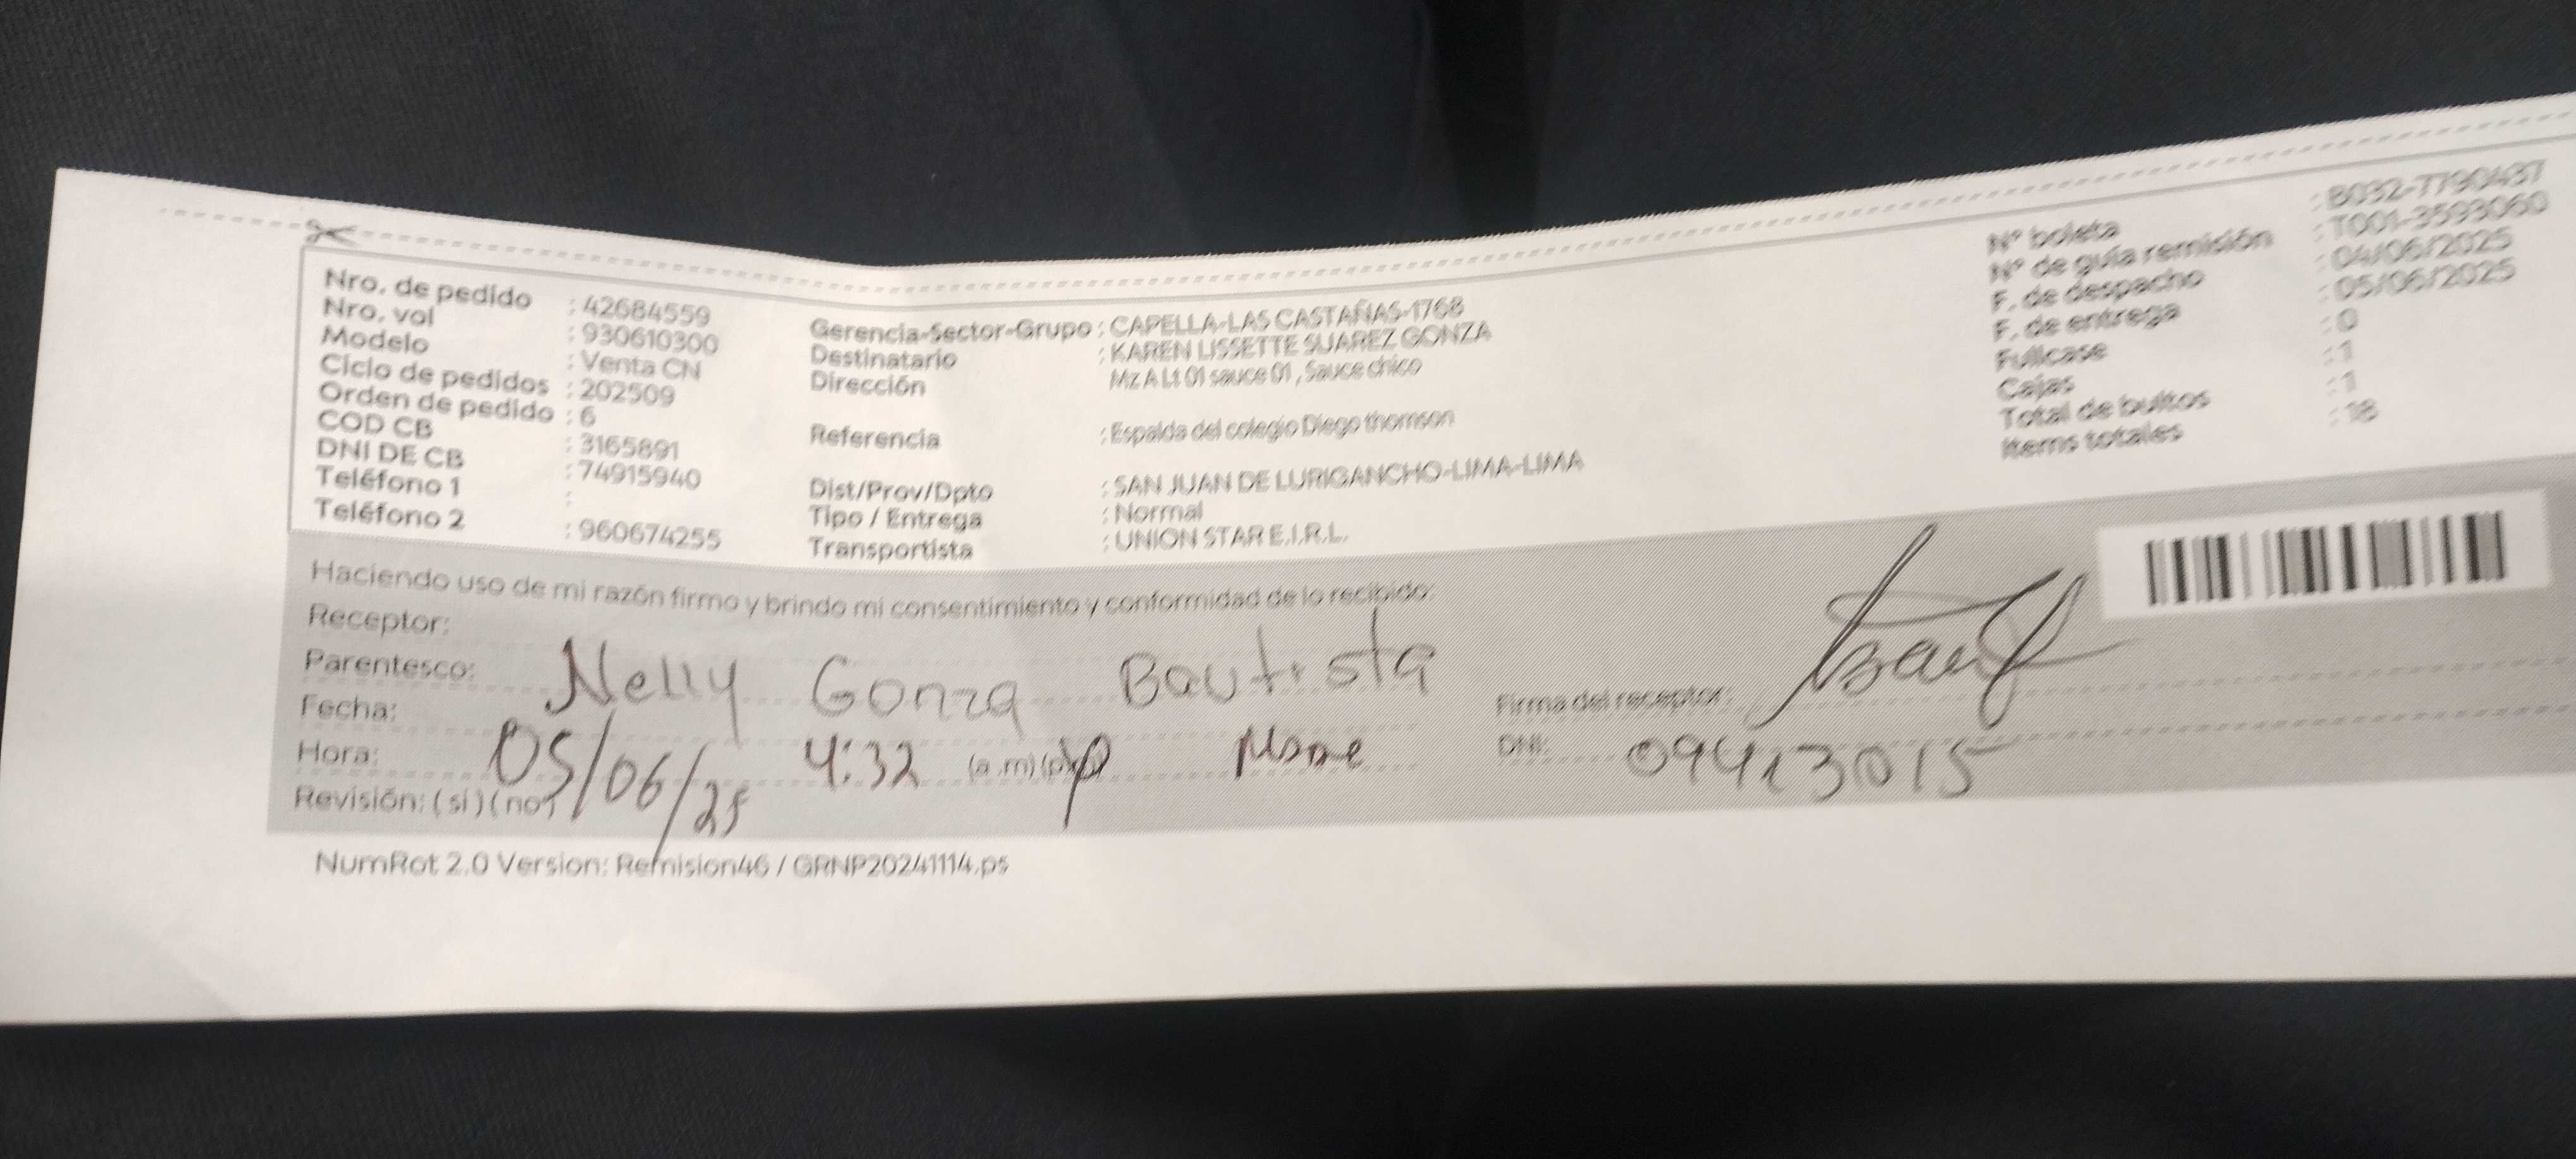 Nro. de pedido : 42684559
Nro. vol : 930610300
Modelo : Venta CN
Ciclo de pedidos : 202509
Orden de pedido : 6
COD CB : 3165891
DNI DE CB : 74915940
Teléfono 1 :
Teléfono 2 : 960674255
Gerencia-Sector-Grupo : CAPELLA-LAS CASTAÑAS-1768
Destinatario : KAREN LISSETTE SUAREZ GONZA
Dirección Mz A Lt 01 sauce 01 , Sauce chico
Referencia : Espalda del colegio Diego thomson
Dist/Prov/Dpto : SAN JUAN DE LURIGANCHO-LIMA-LIMA
Tipo / Entrega : Normal
Transportista : UNION STAR E.I.R.L.
N° boleta : B032-7790437
N° de guía remisión : T001-3593060
F. de despacho : 04/06/2025
F. de entrega : 05/06/2025
Fullcase : 0
Cajas : 1
Total de bultos : 1
Items totales : 18
Haciendo uso de mi razón firmo y brindo mi consentimiento y conformidad de lo recibido:
Receptor:
Parentesco: Nelly Gonza Bautista
Firma del receptor:
Fecha: 05/06/25
Hora: 4:32 (a.m)
DNI: 09413015
Revisión: ( si ) ( no )
NumRot 2.0 Version: Remision46 / GRNP20241114.ps